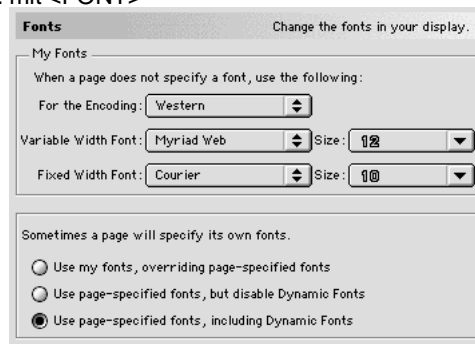 mit <FONT>
Fonts Change the fonts in your display.
My Fonts
When a page does not specify a font, use the following:
For the Encoding: Western
Variable Width Font: Myriad Web Size: 12
Fixed Width Font: Courier Size: 10
Sometimes a page will specify its own fonts.
Use my fonts, overriding page-specified fonts
Use page-specified fonts, but disable Dynamic Fonts
Use page-specified fonts, including Dynamic Fonts